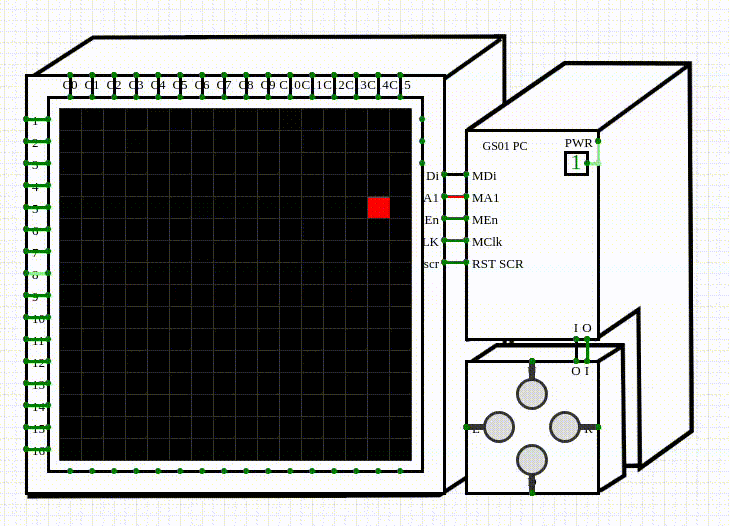 C0 C1 C2 C3 C4 C5 C6 C7 C8 C9 C10 C11 C12 C13 C14 C15
1
2
3
4
5
6
7
8
9
10
11
12
13
14
15
16
Di
A1
En
LK
scr
GS01 PC
PWR
1
MDi
MA1
MEn
MClk
RST SCR
I O
O I
L
R